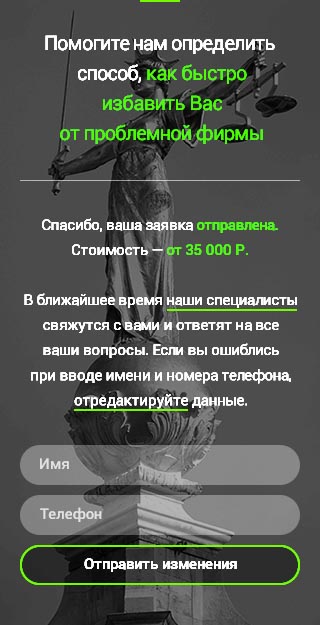 Помогите нам определить
способ, как быстро
избавить Вас
от проблемной фирмы
Спасибо, ваша заявка отправлена.
Стоимость — от 35 000 Р.
В ближайшее время наши специалисты
свяжутся с вами и ответят на все
ваши вопросы. Если вы ошиблись
при вводе имени и номера телефона,
отредактируйте данные.
Имя
Телефон
Отправить изменения